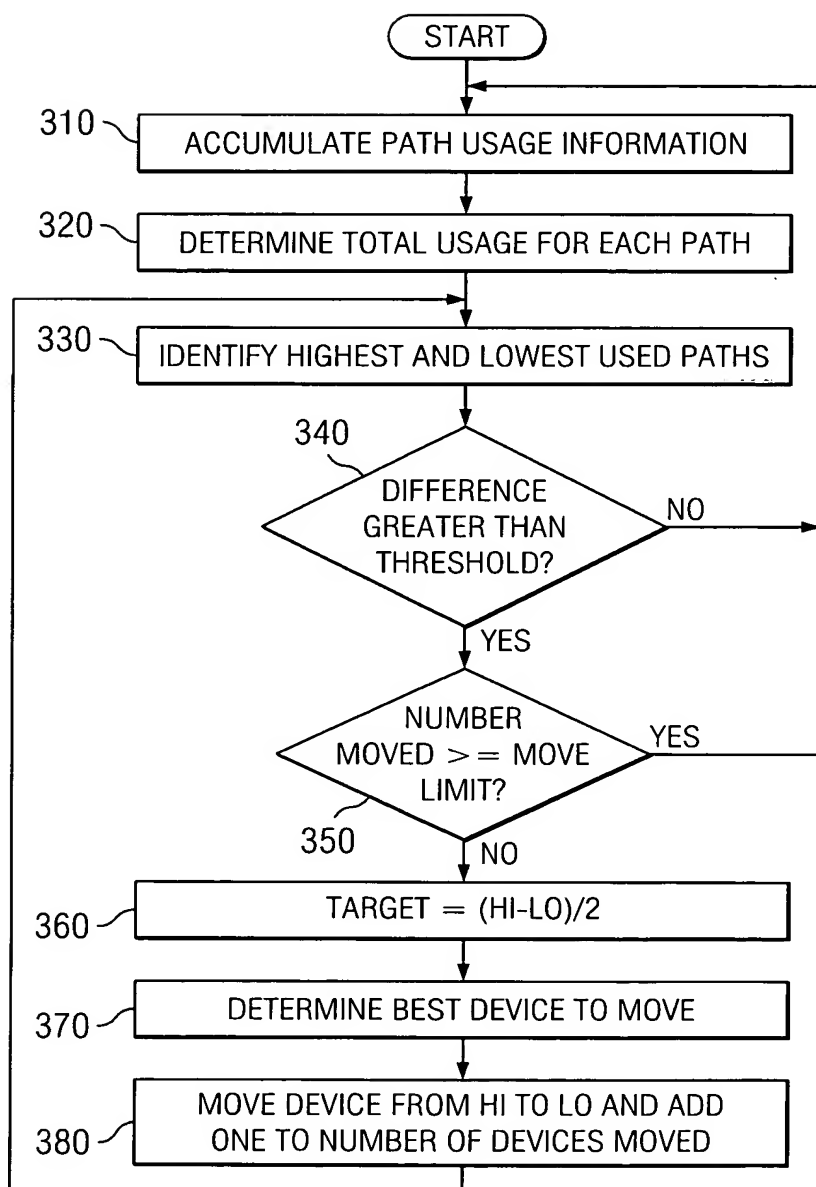 START
310
ACCUMULATE PATH USAGE INFORMATION
320
DETERMINE TOTAL USAGE FOR EACH PATH
330
IDENTIFY HIGHEST AND LOWEST USED PATHS
340
DIFFERENCE
GREATER THAN
THRESHOLD?
NO
YES
NUMBER
MOVED >= MOVE
LIMIT?
YES
350
NO
360
TARGET = (HI-LO)/2
370
DETERMINE BEST DEVICE TO MOVE
380
MOVE DEVICE FROM HI TO LO AND ADD
ONE TO NUMBER OF DEVICES MOVED